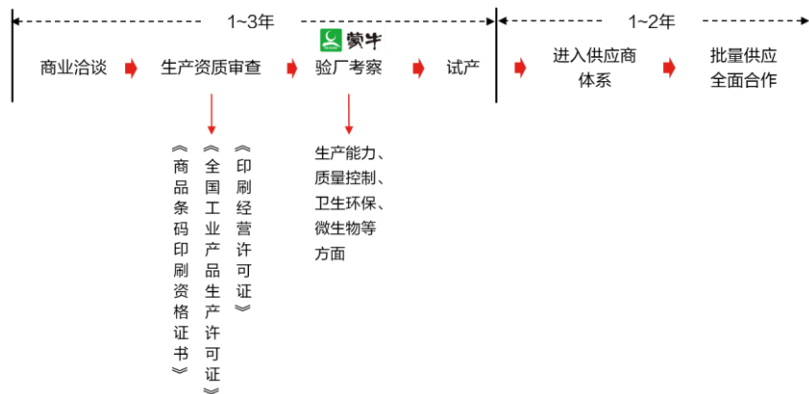 1~3年
1~2年
蒙牛
商业洽谈
生产资质审查
验厂考察
试产
进入供应商
体系
批量供应
全面合作
《印刷经营许可证》
《全国工业产品生产许可证》
《商品条码印刷资格证书》
生产能力、
质量控制、
卫生环保、
微生物等
方面